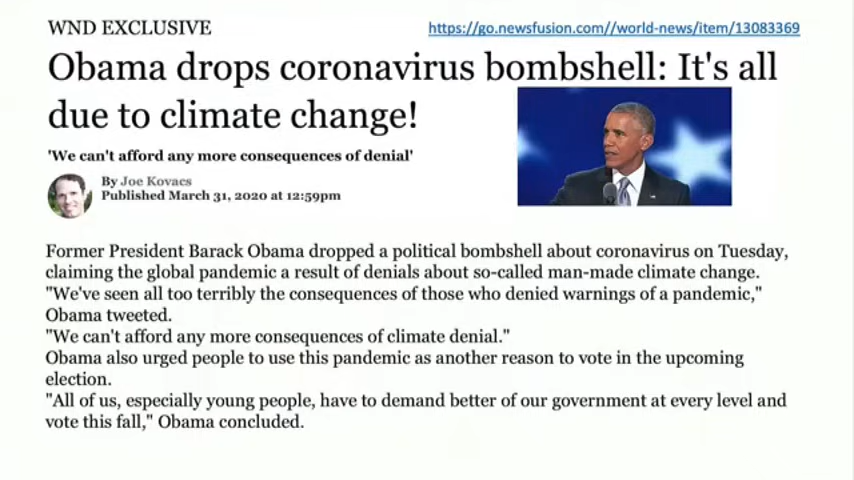 WND EXCLUSIVE
https://go.newsfusion.com//world-news/item/13083369
Obama drops coronavirus bombshell: It's all
due to climate change!
'We can't afford any more consequences of denial'
By Joe Kovacs
Published March 31, 2020 at 12:59pm
Former President Barack Obama dropped a political bombshell about coronavirus on Tuesday,
claiming the global pandemic a result of denials about so-called man-made climate change.
"We've seen all too terribly the consequences of those who denied warnings of a pandemic,"
Obama tweeted.
"We can't afford any more consequences of climate denial."
Obama also urged people to use this pandemic as another reason to vote in the upcoming
election.
"All of us, especially young people, have to demand better of our government at every level and
vote this fall," Obama concluded.